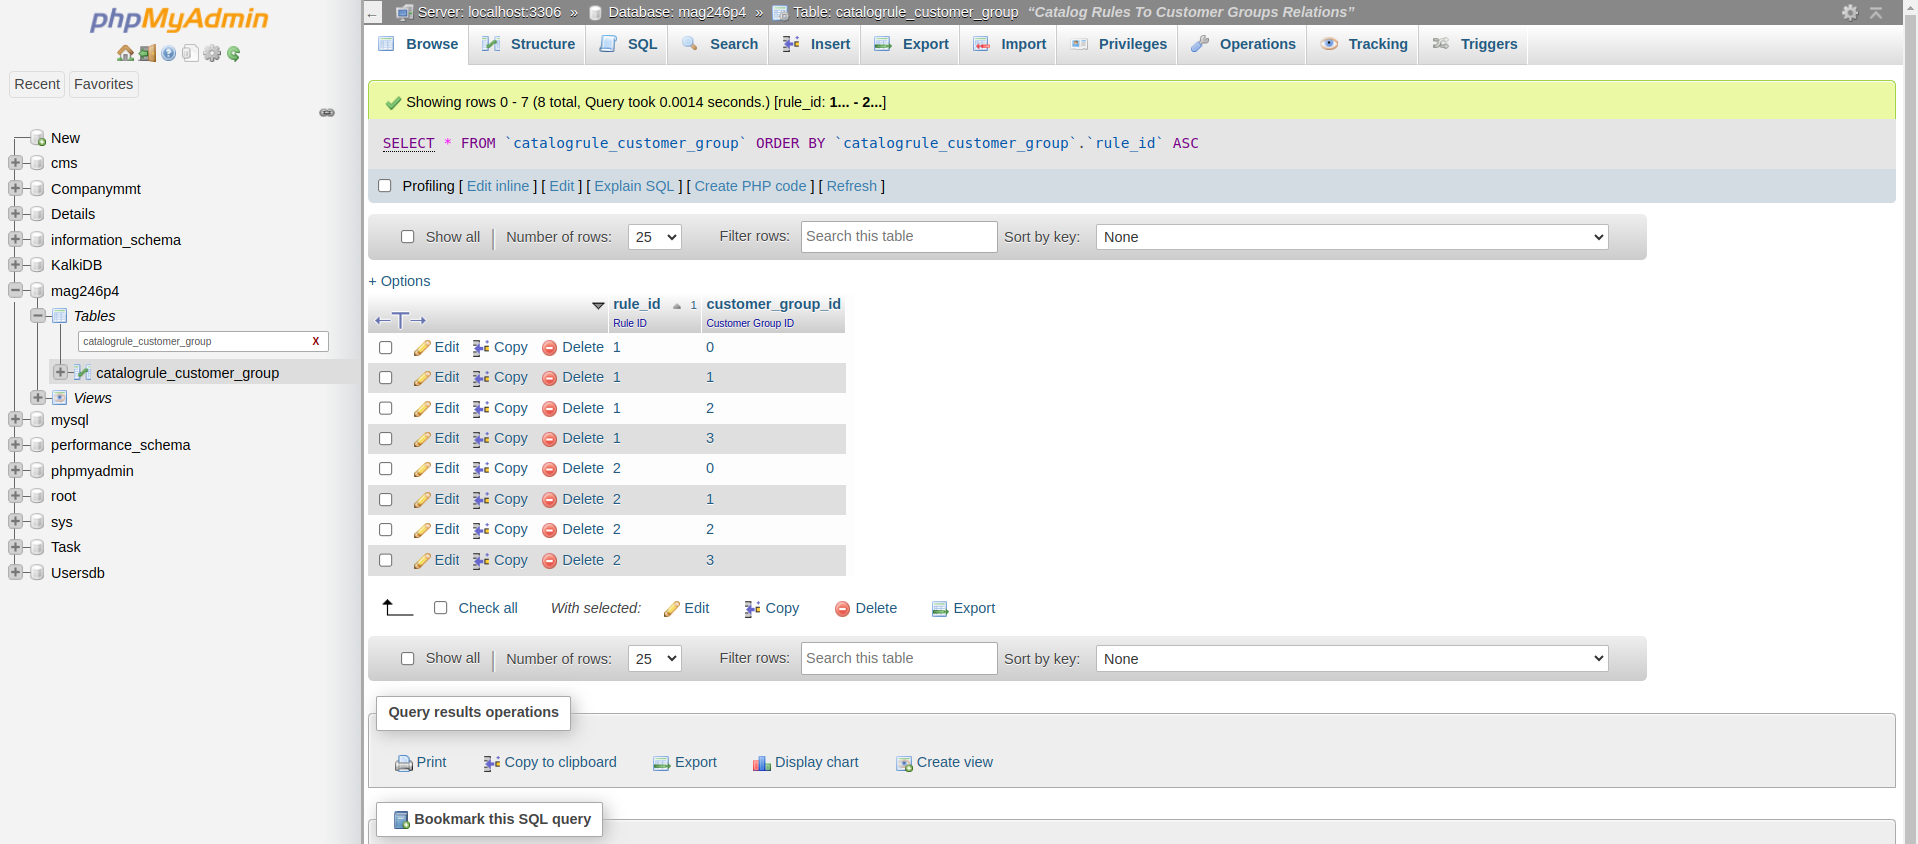 phpMyAdmin
Recent Favorites
New
cms
Companymmt
Details
information_schema
KalkiDB
mag246p4
Tables
catalogrule_customer_group X
catalogrule_customer_group
Views
mysql
performance_schema
phpmyadmin
root
sys
Task
Usersdb
← Server: localhost:3306 » Database: mag246p4 » Table: catalogrule_customer_group “Catalog Rules To Customer Groups Relations”
Browse Structure SQL Search Insert Export Import Privileges Operations Tracking Triggers
Showing rows 0 - 7 (8 total, Query took 0.0014 seconds.) [rule_id: 1... - 2...]
SELECT * FROM `catalogrule_customer_group` ORDER BY `catalogrule_customer_group`.`rule_id` ASC
Profiling [ Edit inline ] [ Edit ] [ Explain SQL ] [ Create PHP code ] [ Refresh ]
Show all | Number of rows: 25 Filter rows: Search this table Sort by key: None
+ Options
←T→ rule_id 1 customer_group_id
Rule ID Customer Group ID
Edit Copy Delete 1 0
Edit Copy Delete 1 1
Edit Copy Delete 1 2
Edit Copy Delete 1 3
Edit Copy Delete 2 0
Edit Copy Delete 2 1
Edit Copy Delete 2 2
Edit Copy Delete 2 3
Check all With selected: Edit Copy Delete Export
Show all | Number of rows: 25 Filter rows: Search this table Sort by key: None
Query results operations
Print Copy to clipboard Export Display chart Create view
Bookmark this SQL query